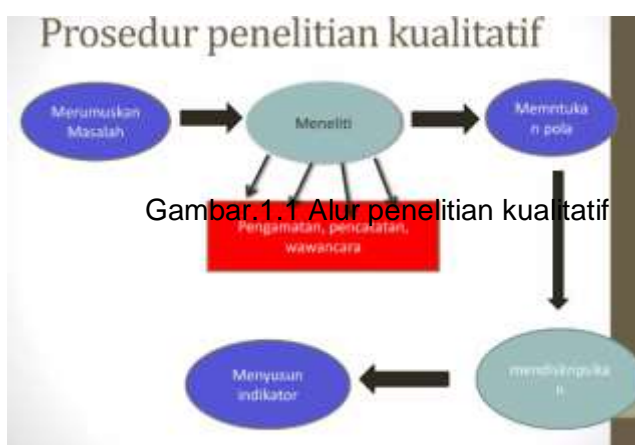 Prosedur penelitian kualitatif
Merumuskan
Masalah
Meneliti
Memntuka
n pola
Gambar.1.1 Alur penelitian kualitatif
Pengamatan, pencatatan,
wawancara
Menyusun
indikator
mendiskripsika
n